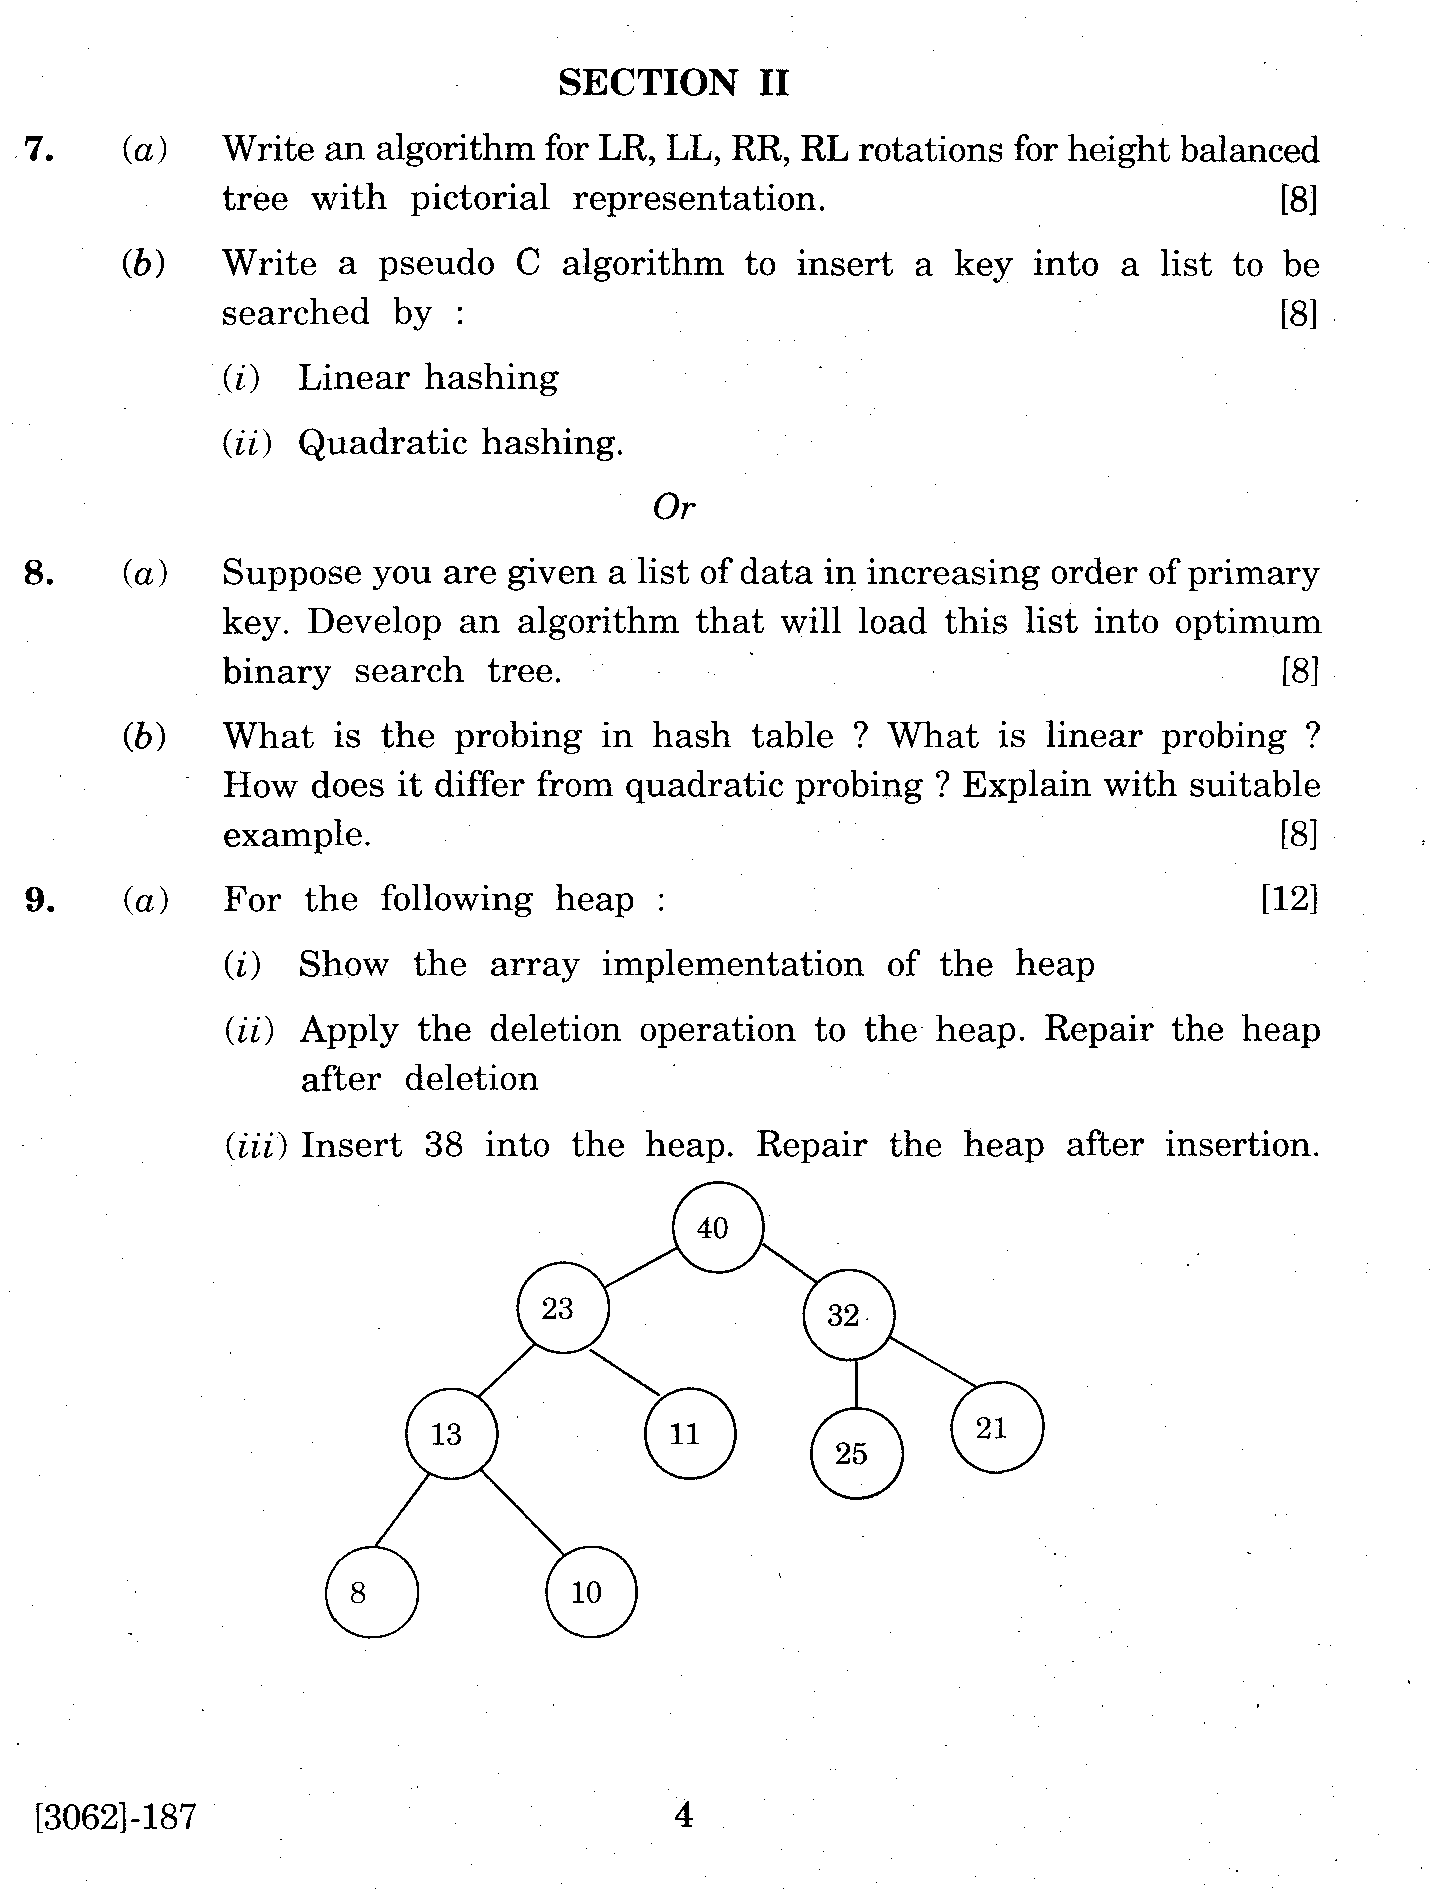 SECTION II
7. (a) Write an algorithm for LR, LL, RR, RL rotations for height balanced
tree with pictorial representation. [8]
(b) Write a pseudo C algorithm to insert a key into a list to be
searched by : [8]
(i) Linear hashing
(ii) Quadratic hashing.
Or
8. (a) Suppose you are given a list of data in increasing order of primary
key. Develop an algorithm that will load this list into optimum
binary search tree. [8]
(b) What is the probing in hash table ? What is linear probing ?
How does it differ from quadratic probing ? Explain with suitable
example. [8]
9. (a) For the following heap : [12]
(i) Show the array implementation of the heap
(ii) Apply the deletion operation to the heap. Repair the heap
after deletion
(iii) Insert 38 into the heap. Repair the heap after insertion.
40
23
32
13
11
25
21
8
10
[3062]-187 4